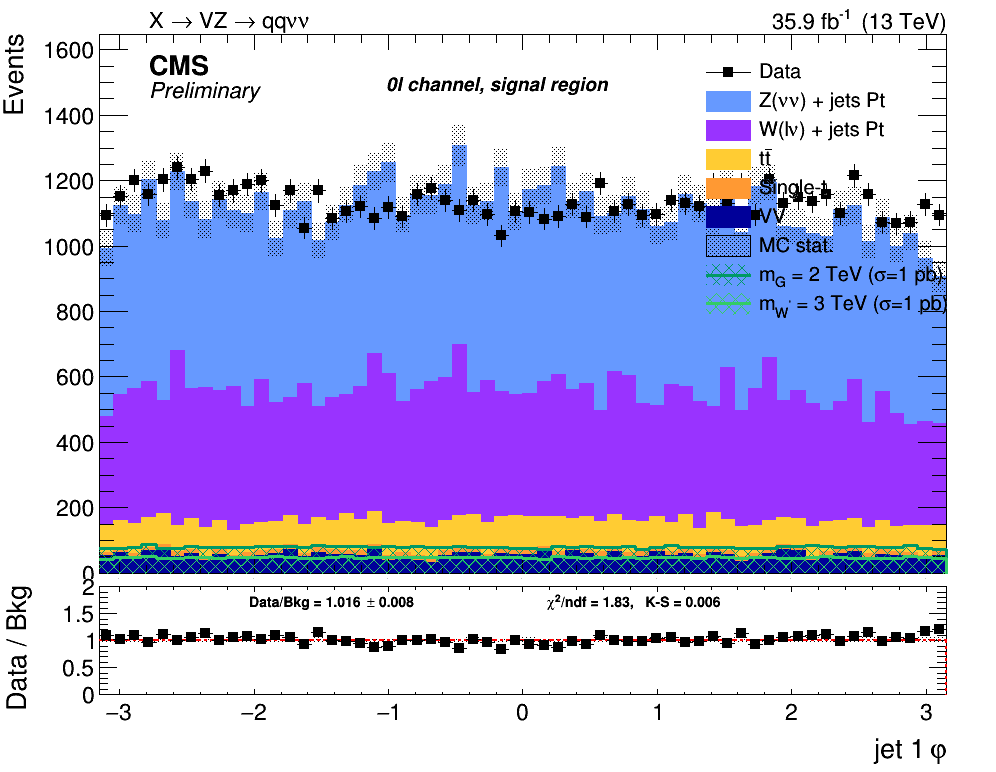 X → VZ → qqνν
35.9 fb⁻¹ (13 TeV)
Events
1600
1400
1200
1000
800
600
400
200
0
CMS
Preliminary
0l channel, signal region
Data
Z(νν) + jets Pt
W(lν) + jets Pt
tt̄
Single-t
VV
MC stat.
m_G = 2 TeV (σ=1 pb)
m_W' = 3 TeV (σ=1 pb)
Data / Bkg
2
1.5
1
0.5
0
Data/Bkg = 1.016 ± 0.008
χ²/ndf = 1.83, K-S = 0.006
−3
−2
−1
0
1
2
3
jet 1 φ